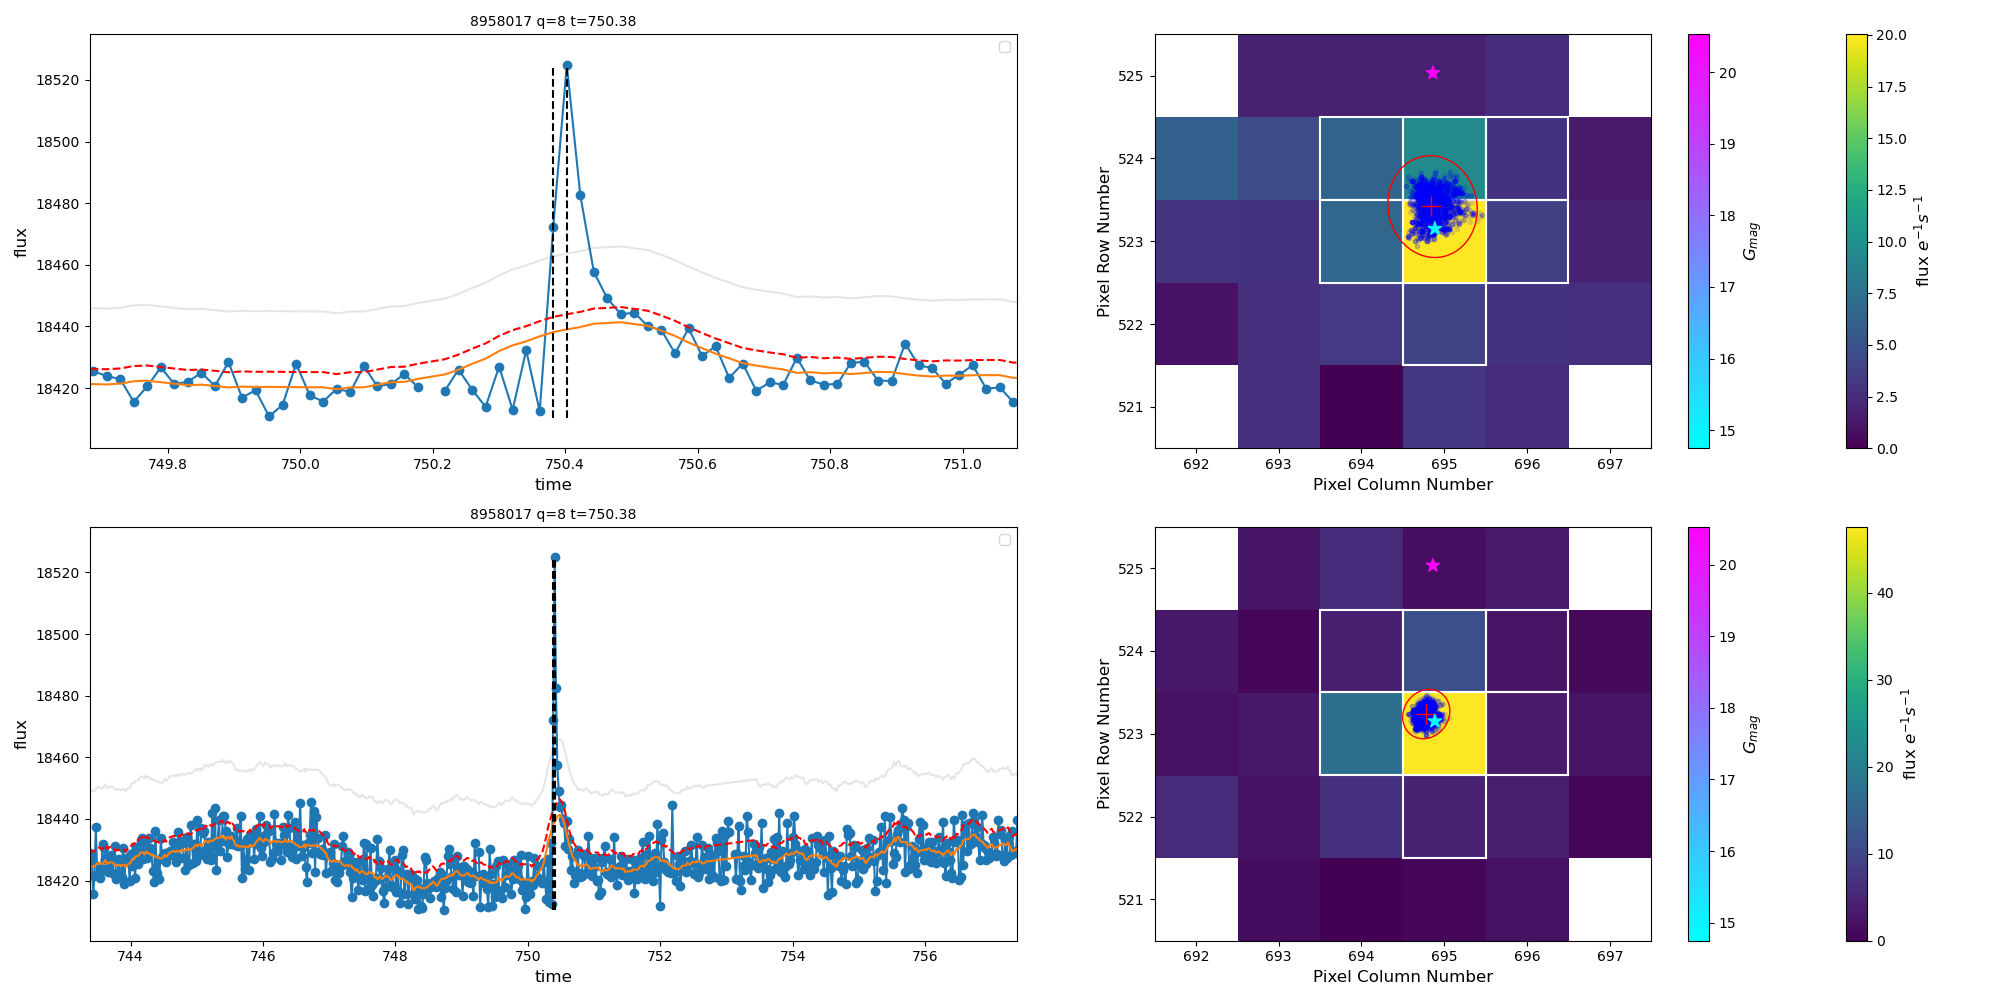 8958017 q=8 t=750.38
flux
18520
18500
18480
18460
18440
18420
749.8 750.0 750.2 750.4 750.6 750.8 751.0
time
Pixel Row Number
525
524
523
522
521
692 693 694 695 696 697
Pixel Column Number
20
19
18
17
16
15
G_mag
20.0
17.5
15.0
12.5
10.0
7.5
5.0
2.5
0.0
flux e⁻¹s⁻¹
8958017 q=8 t=750.38
flux
18520
18500
18480
18460
18440
18420
744 746 748 750 752 754 756
time
Pixel Row Number
525
524
523
522
521
692 693 694 695 696 697
Pixel Column Number
20
19
18
17
16
15
G_mag
40
30
20
10
0
flux e⁻¹s⁻¹